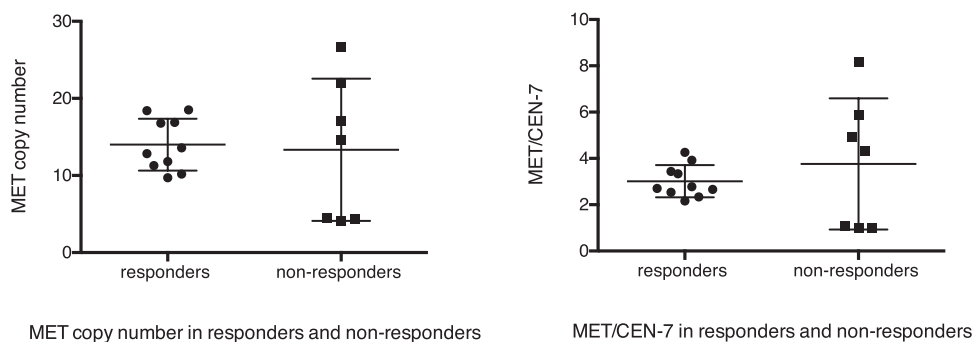 30
20
10
0
MET copy number
responders
non-responders
MET copy number in responders and non-responders
10
8
6
4
2
0
MET/CEN-7
responders
non-responders
MET/CEN-7 in responders and non-responders